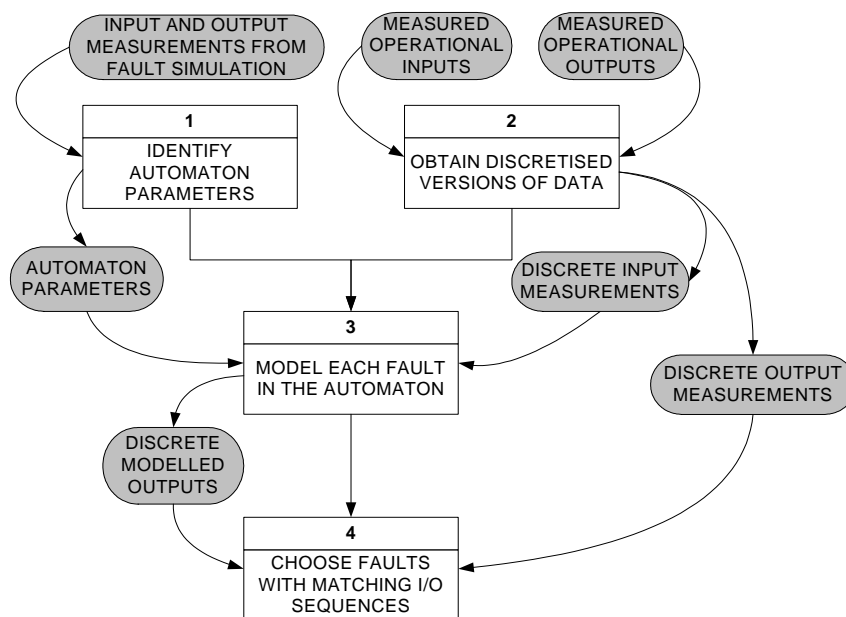 INPUT AND OUTPUT
MEASUREMENTS FROM
FAULT SIMULATION
MEASURED
OPERATIONAL
INPUTS
MEASURED
OPERATIONAL
OUTPUTS
1
IDENTIFY
AUTOMATON
PARAMETERS
2
OBTAIN DISCRETISED
VERSIONS OF DATA
AUTOMATON
PARAMETERS
DISCRETE INPUT
MEASUREMENTS
3
MODEL EACH FAULT
IN THE AUTOMATON
DISCRETE OUTPUT
MEASUREMENTS
DISCRETE
MODELLED
OUTPUTS
4
CHOOSE FAULTS
WITH MATCHING I/O
SEQUENCES